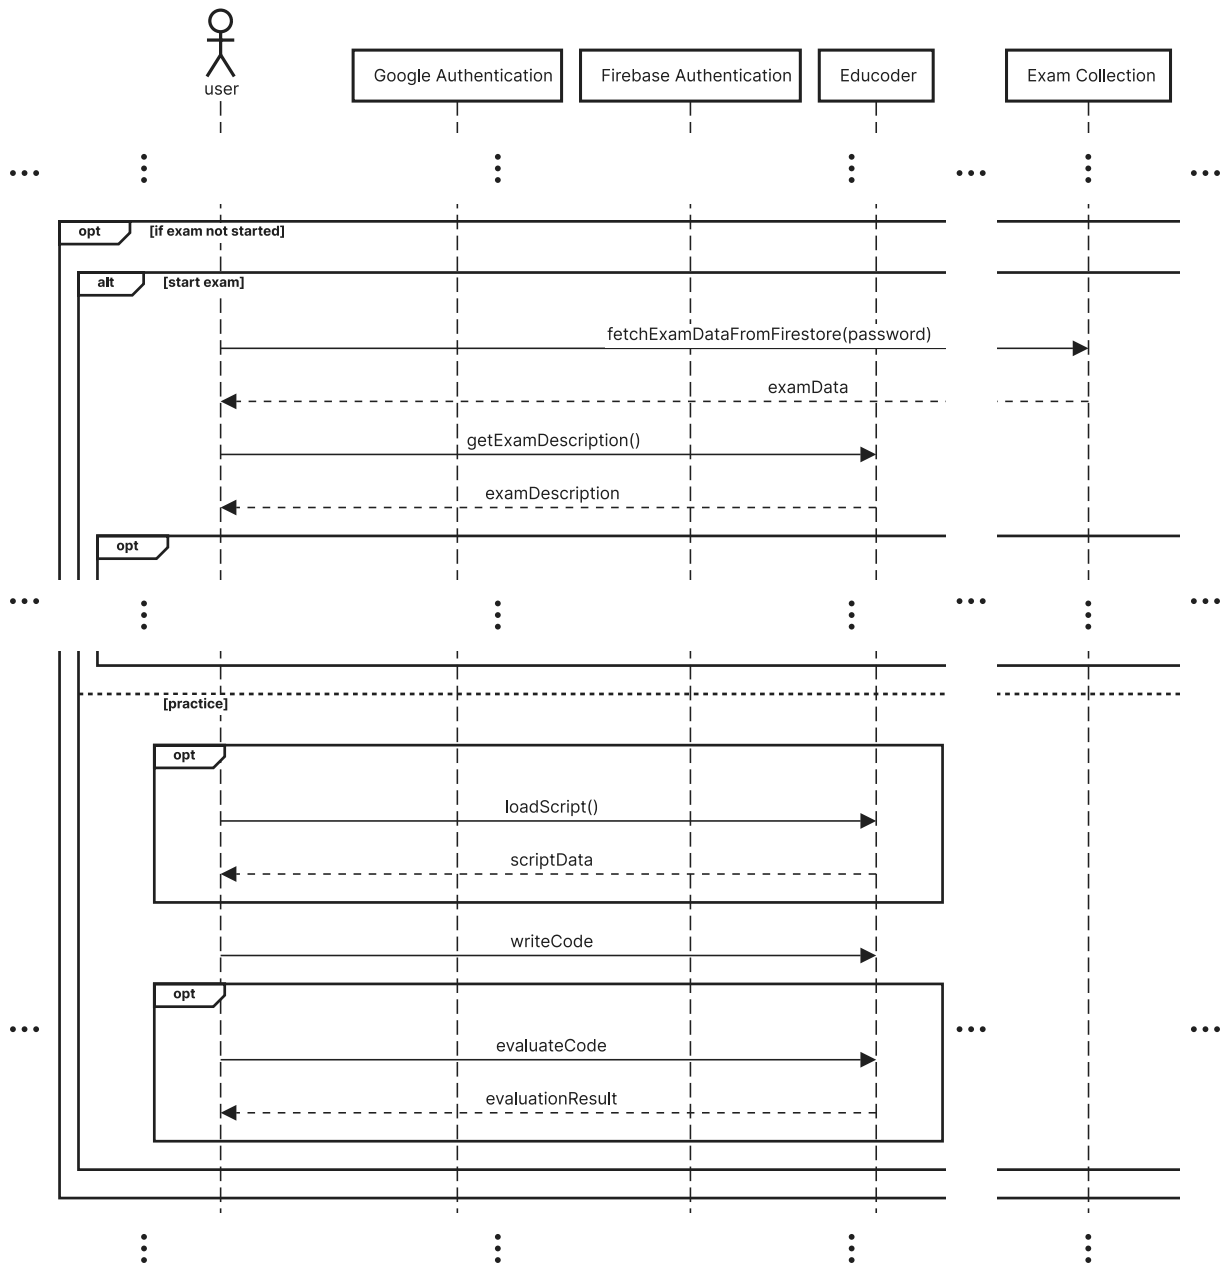 user
Google Authentication
Firebase Authentication
Educoder
Exam Collection
opt
[if exam not started]
alt
[start exam]
fetchExamDataFromFirestore(password)
examData
getExamDescription()
examDescription
opt
[practice]
opt
loadScript()
scriptData
writeCode
opt
evaluateCode
evaluationResult